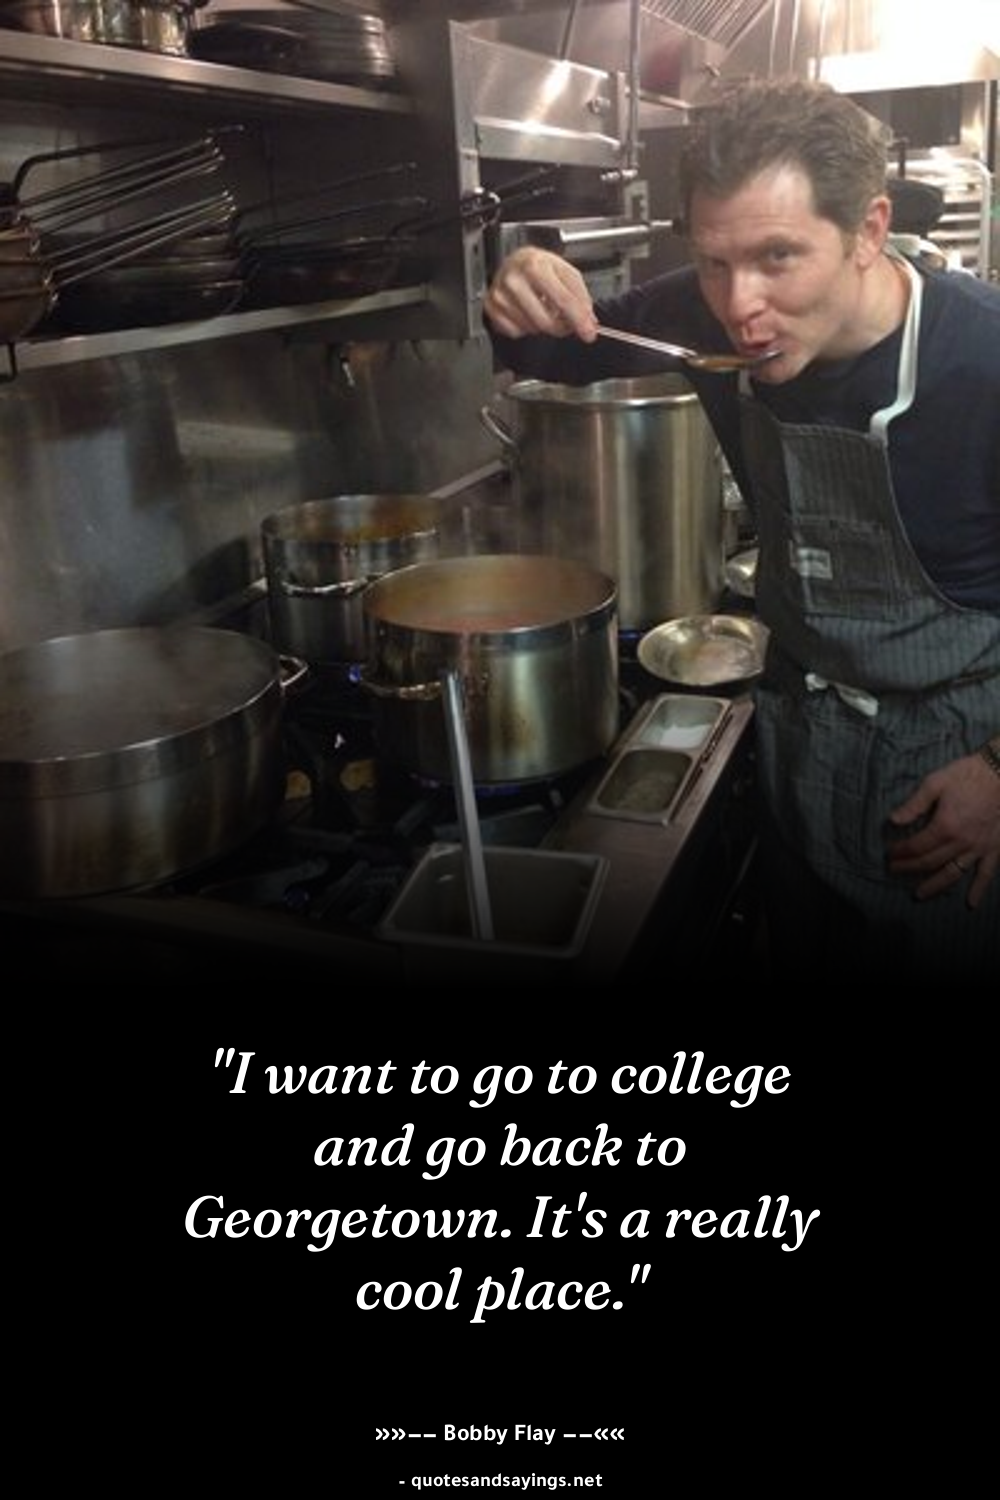 "I want to go to college
and go back to
Georgetown. It's a really
cool place."
»»—— Bobby Flay ——««
- quotesandsayings.net